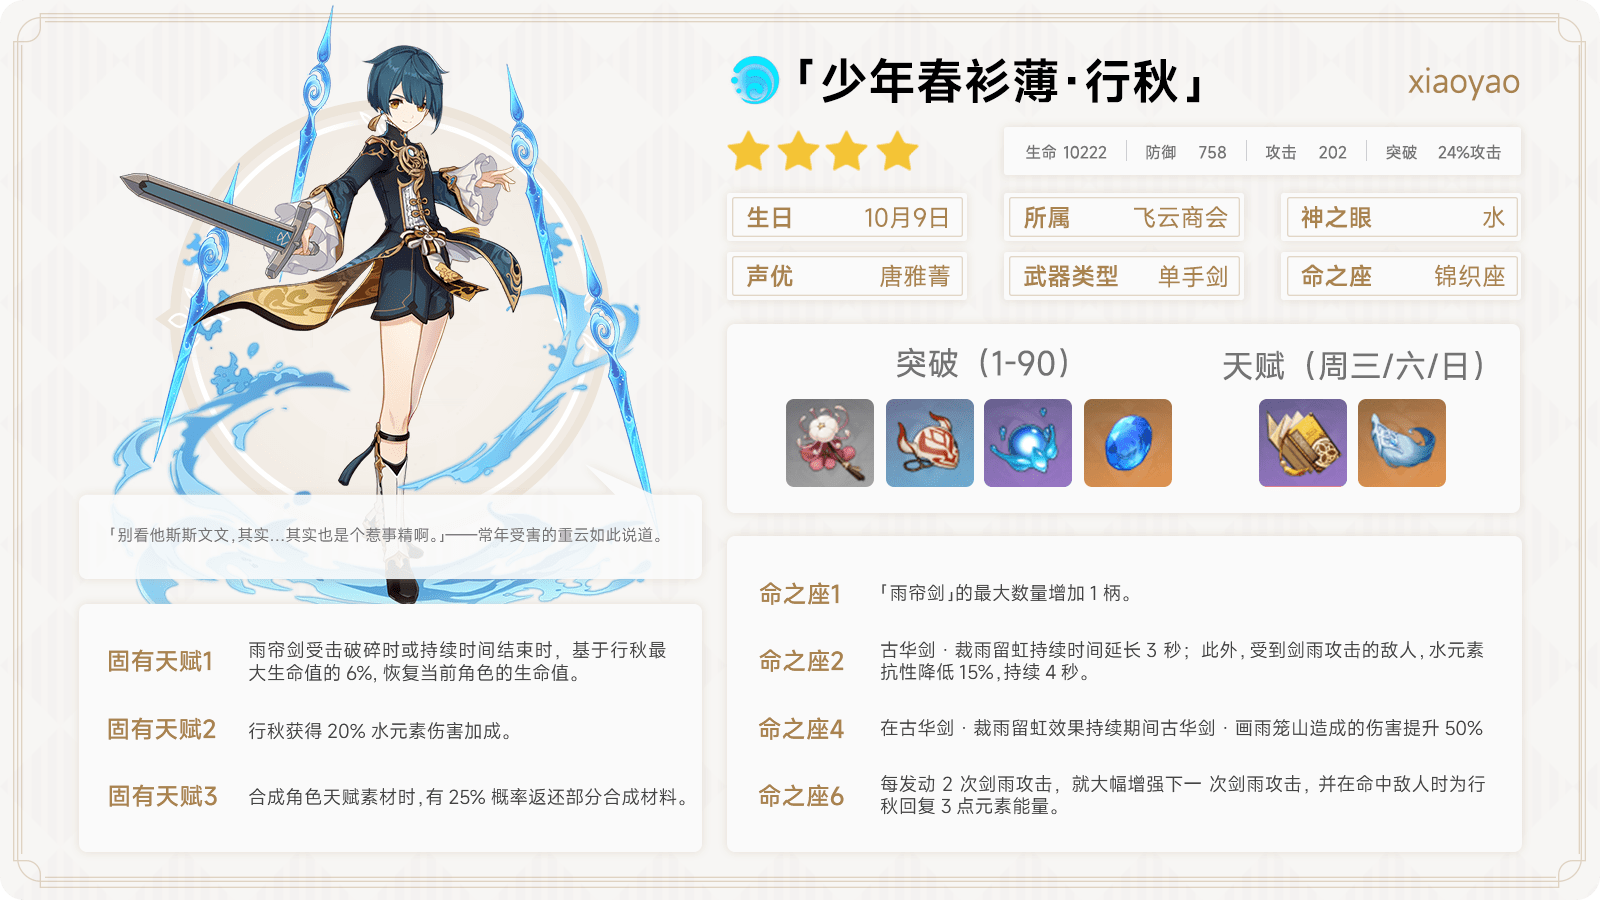 「少年春衫薄·行秋」
xiaoyao
生命 10222 防御 758 攻击 202 突破 24%攻击
生日 10月9日 所属 飞云商会 神之眼 水
声优 唐雅菁 武器类型 单手剑 命之座 锦织座
突破（1-90） 天赋（周三/六/日）
「别看他斯斯文文,其实...其实也是个惹事精啊。」——常年受害的重云如此说道。
固有天赋1
雨帘剑受击破碎时或持续时间结束时，基于行秋最
大生命值的 6%, 恢复当前角色的生命值。
固有天赋2
行秋获得 20% 水元素伤害加成。
固有天赋3
合成角色天赋素材时,有 25% 概率返还部分合成材料。
命之座1
「雨帘剑」的最大数量增加 1 柄。
命之座2
古华剑 · 裁雨留虹持续时间延长 3 秒；此外,受到剑雨攻击的敌人,水元素
抗性降低 15%,持续 4 秒。
命之座4
在古华剑 · 裁雨留虹效果持续期间古华剑 · 画雨笼山造成的伤害提升 50%
命之座6
每发动 2 次剑雨攻击，就大幅增强下一 次剑雨攻击，并在命中敌人时为行
秋回复 3 点元素能量。